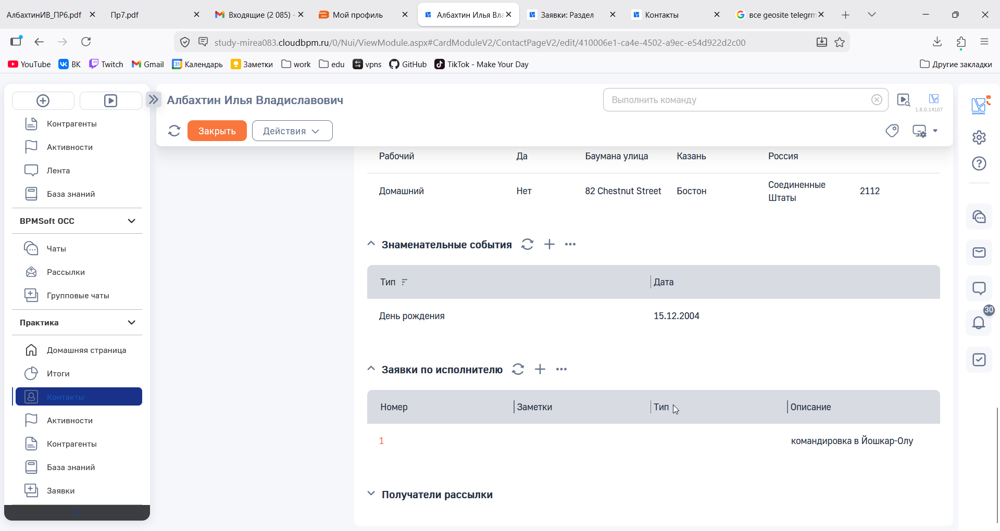 АлбахтинИВ_ПР6.pdf
Пр7.pdf
Входящие (2 085) -
Мой профиль
Албахтин Илья Вла
Заявки: Раздел
Контакты
все geosite telegrm
study-mirea083.cloudbpm.ru/0/Nui/ViewModule.aspx#CardModuleV2/ContactPageV2/edit/410006e1-ca4e-4502-a9ec-e54d922d2c00
YouTube
ВК
Twitch
Gmail
31 Календарь
Заметки
work
edu
vpns
GitHub
TikTok - Make Your Day
Другие закладки
Контрагенты
Активности
Лента
База знаний
BPMSoft ОСС
Чаты
Рассылки
Групповые чаты
Практика
Домашняя страница
Итоги
Контакты
Активности
Контрагенты
База знаний
Заявки
Албахтин Илья Владиславович
Выполнить команду
1.8.0.14107
Закрыть
Действия
Рабочий Да Баумана улица Казань Россия
Домашний Нет 82 Chestnut Street Бостон Соединенные Штаты 2112
Знаменательные события
Тип Дата
День рождения 15.12.2004
Заявки по исполнителю
Номер Заметки Тип Описание
1 командировка в Йошкар-Олу
Получатели рассылки
ЮКОМО
30